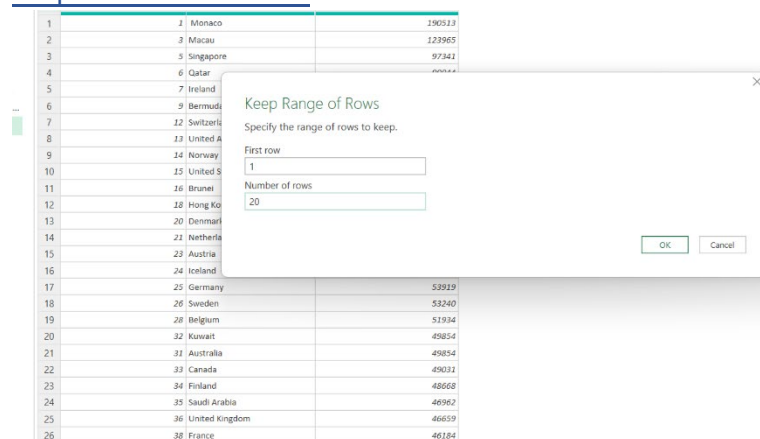 1 1 Monaco 190513
2 3 Macau 123965
3 5 Singapore 97341
4 6 Qatar
5 7 Ireland
Keep Range of Rows
6 9
Specify the range of rows to keep.
7 12
8 13 United
First row
9 14 Norway
1
10 15 United
Number of rows
11 16 Brunei
20
12 18 Hong
13 20
14 21
OK Cancel
15 23 Austria
16 24 Iceland
17 25 Germany 53919
18 26 Sweden 53240
19 28 Belgium 51934
20 32 Kuwait 49854
21 31 Australia 49854
22 33 Canada 49031
23 34 Finland 48668
24 35 Saudi Arabia 46962
25 36 United Kingdom 46659
26 38 France 46184